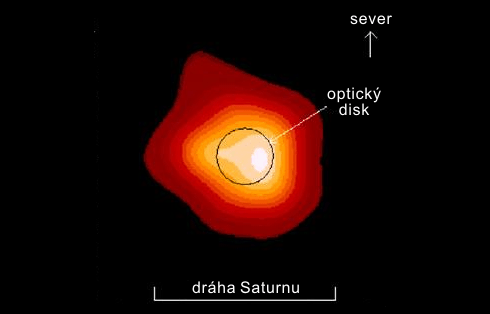 sever
optický
disk
dráha Saturnu